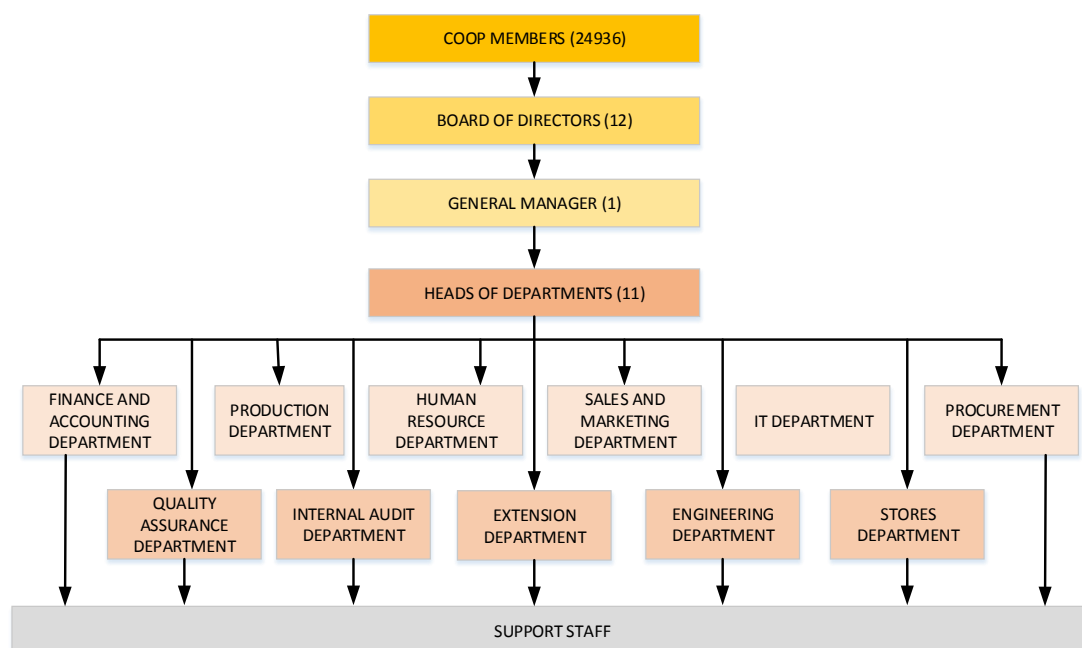 COOP MEMBERS (24936)
BOARD OF DIRECTORS (12)
GENERAL MANAGER (1)
HEADS OF DEPARTMENTS (11)
FINANCE AND
ACCOUNTING
DEPARTMENT
PRODUCTION
DEPARTMENT
HUMAN
RESOURCE
DEPARTMENT
SALES AND
MARKETING
DEPARTMENT
IT DEPARTMENT
PROCUREMENT
DEPARTMENT
QUALITY
ASSURANCE
DEPARTMENT
INTERNAL AUDIT
DEPARTMENT
EXTENSION
DEPARTMENT
ENGINEERING
DEPARTMENT
STORES
DEPARTMENT
SUPPORT STAFF